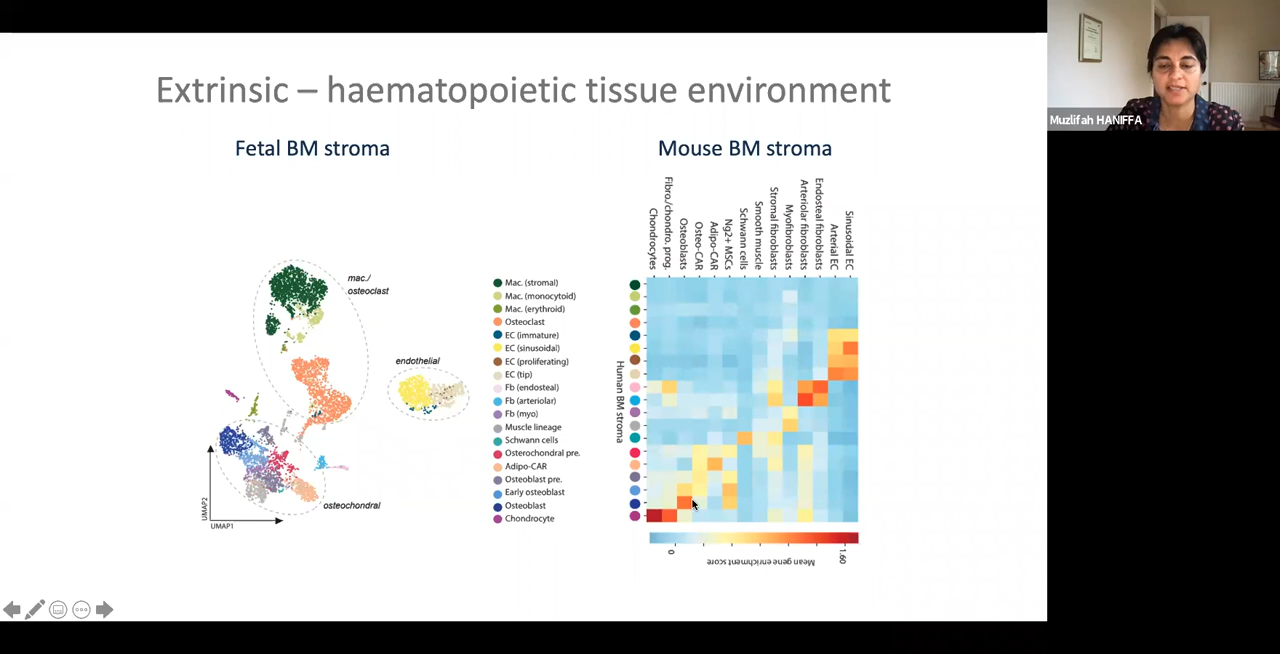 Extrinsic – haematopoietic tissue environment
Fetal BM stroma
mac./
osteoclast
endothelial
osteochondral
UMAP2
UMAP1
Mac. (stromal)
Mac. (monocytoid)
Mac. (erythroid)
Osteoclast
EC (immature)
EC (sinusoidal)
EC (proliferating)
EC (tip)
Fb (endosteal)
Fb (arteriolar)
Fb (myo)
Muscle lineage
Schwann cells
Osterochondral pre.
Adipo-CAR
Osteoblast pre.
Early osteoblast
Osteoblast
Chondrocyte
Mouse BM stroma
Chondrocytes
Fibro./chondro. prog.
Osteoblasts
Osteo-CAR
Adipo-CAR
Ng2+ MSCs
Schwann cells
Smooth muscle
Stromal fibroblasts
Myofibroblasts
Arteriolar fibroblasts
Endosteal fibroblasts
Arterial EC
Sinusoidal EC
Human BM stroma
0
1.60
Mean gene enrichment score
Muzlifah HANIFFA